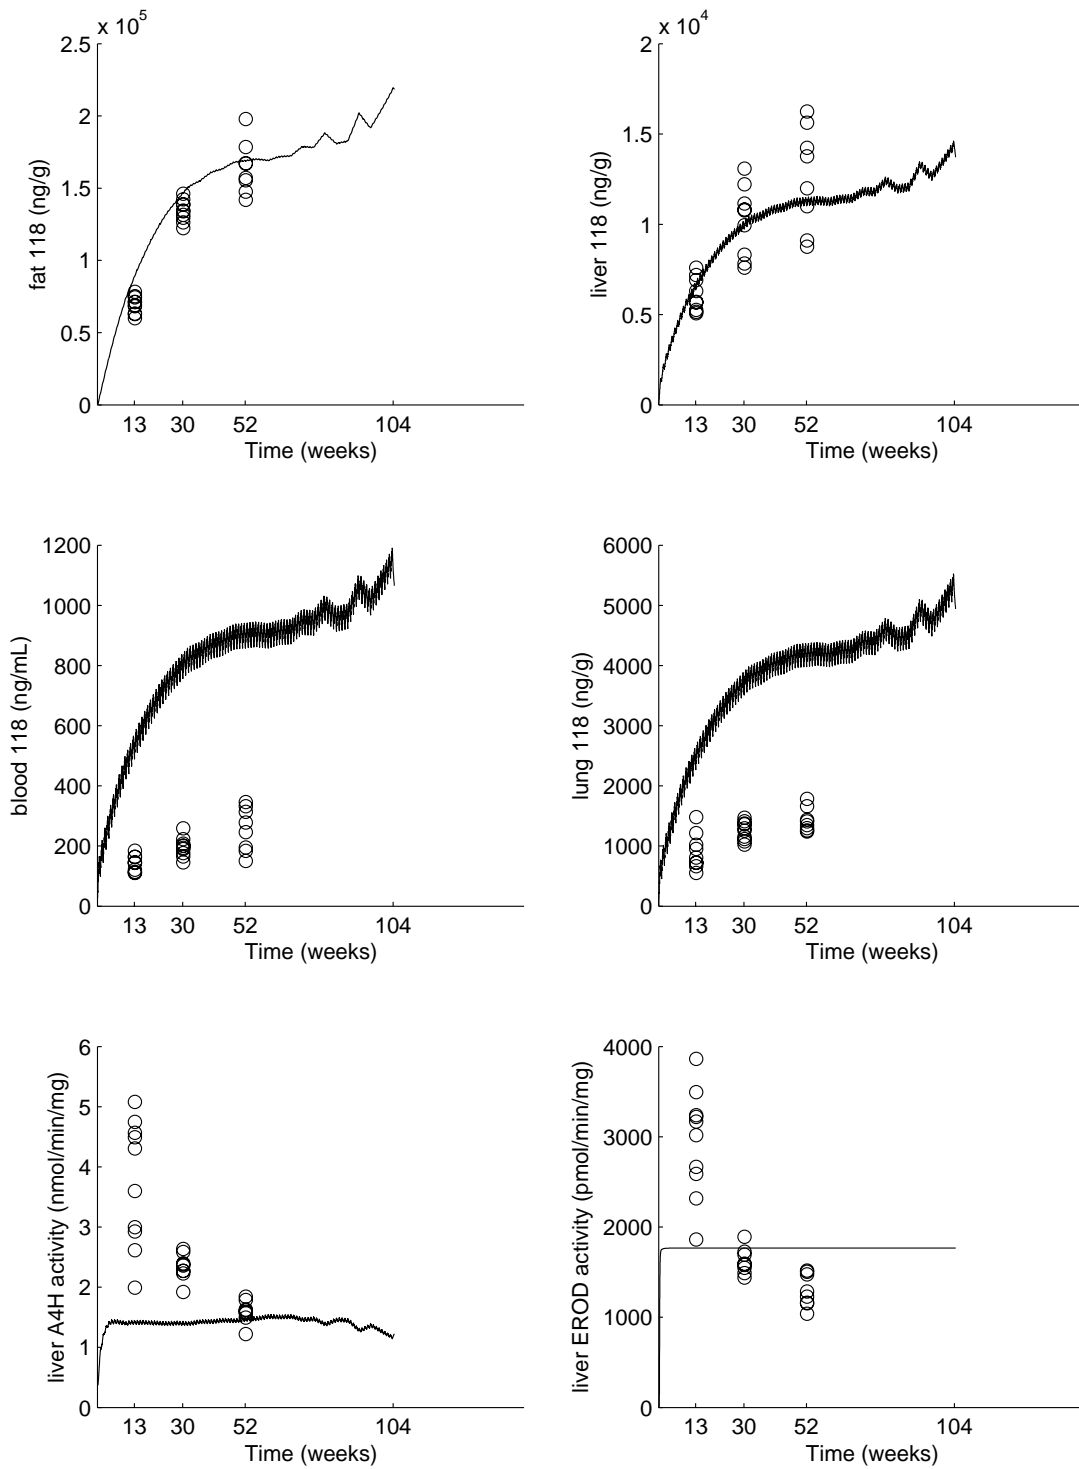 x 10^5
2.5
2
1.5
1
0.5
0
fat 118 (ng/g)
13 30 52 104
Time (weeks)
x 10^4
2
1.5
1
0.5
0
liver 118 (ng/g)
13 30 52 104
Time (weeks)
1200
1000
800
600
400
200
0
blood 118 (ng/mL)
13 30 52 104
Time (weeks)
6000
5000
4000
3000
2000
1000
0
lung 118 (ng/g)
13 30 52 104
Time (weeks)
6
5
4
3
2
1
0
liver A4H activity (nmol/min/mg)
13 30 52 104
Time (weeks)
4000
3000
2000
1000
0
liver EROD activity (pmol/min/mg)
13 30 52 104
Time (weeks)